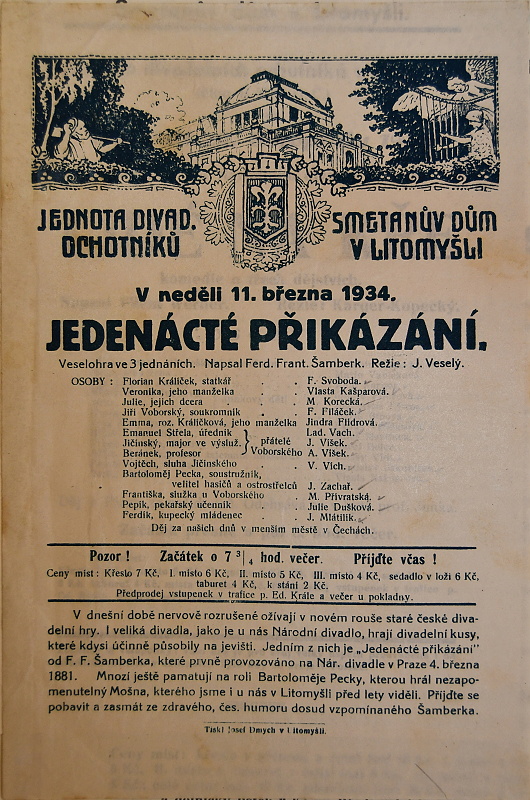 JEDNOTA DIVAD.
OCHOTNÍKŮ
SMETANŮV DŮM
V LITOMYŠLI
V neděli 11. března 1934.
JEDENÁCTÉ PŘIKÁZÁNÍ.
Veselohra ve 3 jednáních. Napsal Ferd. Frant. Šamberk. Režie: J. Veselý.
OSOBY: Florian Králíček, statkář . . F. Svoboda.
Veronika, jeho manželka . . Vlasta Kašparová.
Julie, jejich dcera . . M Korecká.
Jiří Voborský, soukromník . . F. Filáček.
Emma, roz. Králíčková, jeho manželka Jindra Flidrová.
Emanuel Střela, úředník } přátelé Voborského Lad. Vach.
Jičínský, major ve výsluž. J. Višek.
Beránek, profesor A. Višek.
Vojtěch, sluha Jičínského . . V. Vich.
Bartoloměj Pecka, soustružník,
velitel hasičů a ostrostřelců J. Zachař.
Františka, služka u Voborského . M. Přívratská.
Pepík, pekařský učenník . . Julie Dušková.
Ferdík, kupecký mládenec . . J. Mlátilík.
Děj za našich dnů v menším městě v Čechách.
Pozor! Začátek o 7 3/4 hod. večer. Přijďte včas!
Ceny míst: Křeslo 7 Kč, I. místo 6 Kč, II. místo 5 Kč, III. místo 4 Kč, sedadlo v loži 6 Kč,
taburet 4 Kč, k stání 2 Kč.
Předprodej vstupenek v trafice p. Ed. Krále a večer u pokladny.
V dnešní době nervově rozrušené ožívají v novém rouše staré české diva-
delní hry. I veliká divadla, jako je u nás Národní divadlo, hrají divadelní kusy,
které kdysi účinné působily na jevišti. Jedním z nich je „Jedenácté přikázání"
od F. F. Šamberka, které prvně provozováno na Nár. divadle v Praze 4. března
1881. Mnozí ještě pamatují na roli Bartoloměje Pecky, kterou hrál nezapo-
menutelný Mošna, kterého jsme i u nás v Litomyšli před lety viděli. Přijďte se
pobavit a zasmát ze zdravého, čes. humoru dosud vzpomínaného Šamberka.
Tiskl Josef Dmych v Litomyšli.